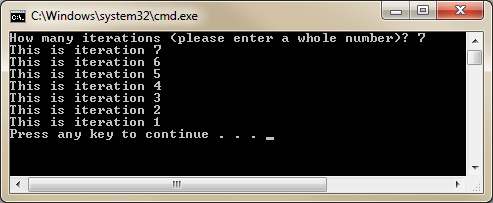 C:\Windows\system32\cmd.exe
How many iterations (please enter a whole number)? 7
This is iteration 7
This is iteration 6
This is iteration 5
This is iteration 4
This is iteration 3
This is iteration 2
This is iteration 1
Press any key to continue . . . _